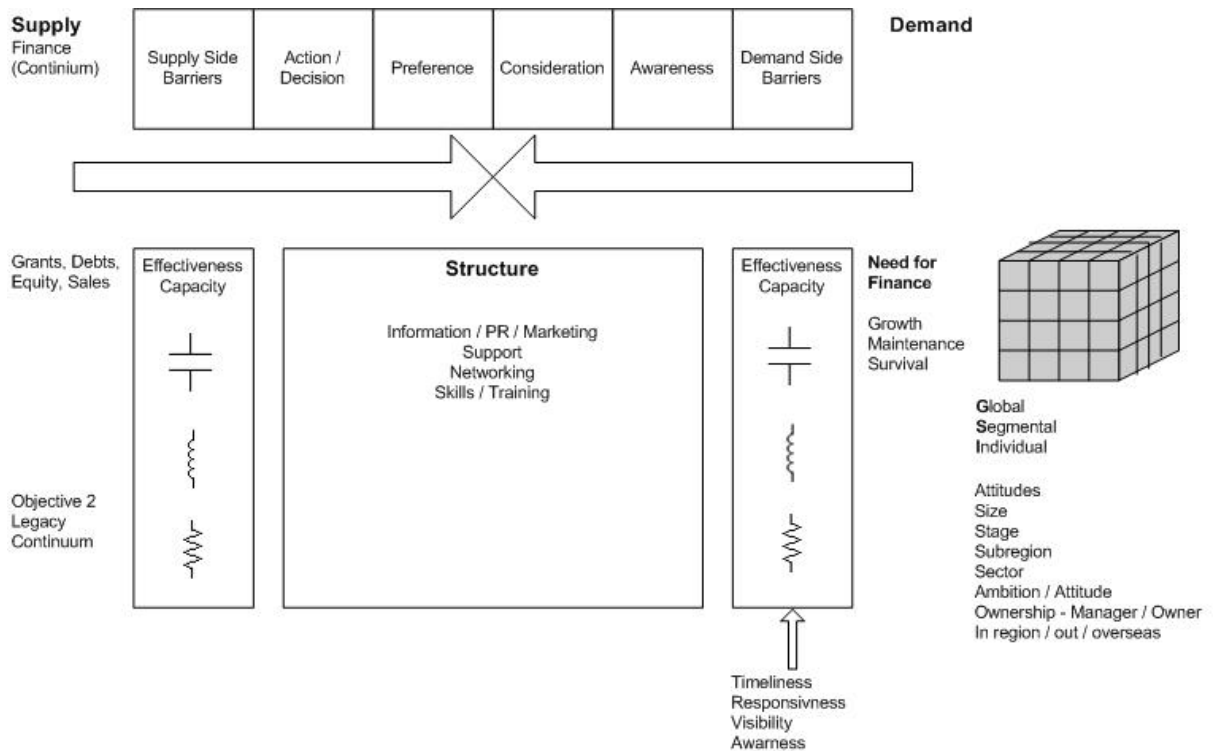 Supply
Finance
(Continium)
Supply Side
Barriers
Action /
Decision
Preference
Consideration
Awareness
Demand Side
Barriers
Demand
Grants, Debts,
Equity, Sales
Objective 2
Legacy
Continuum
Effectiveness
Capacity
Structure
Information / PR / Marketing
Support
Networking
Skills / Training
Effectiveness
Capacity
Timeliness
Responsivness
Visibility
Awarness
Need for
Finance
Growth
Maintenance
Survival
Global
Segmental
Individual
Attitudes
Size
Stage
Subregion
Sector
Ambition / Attitude
Ownership - Manager / Owner
In region / out / overseas